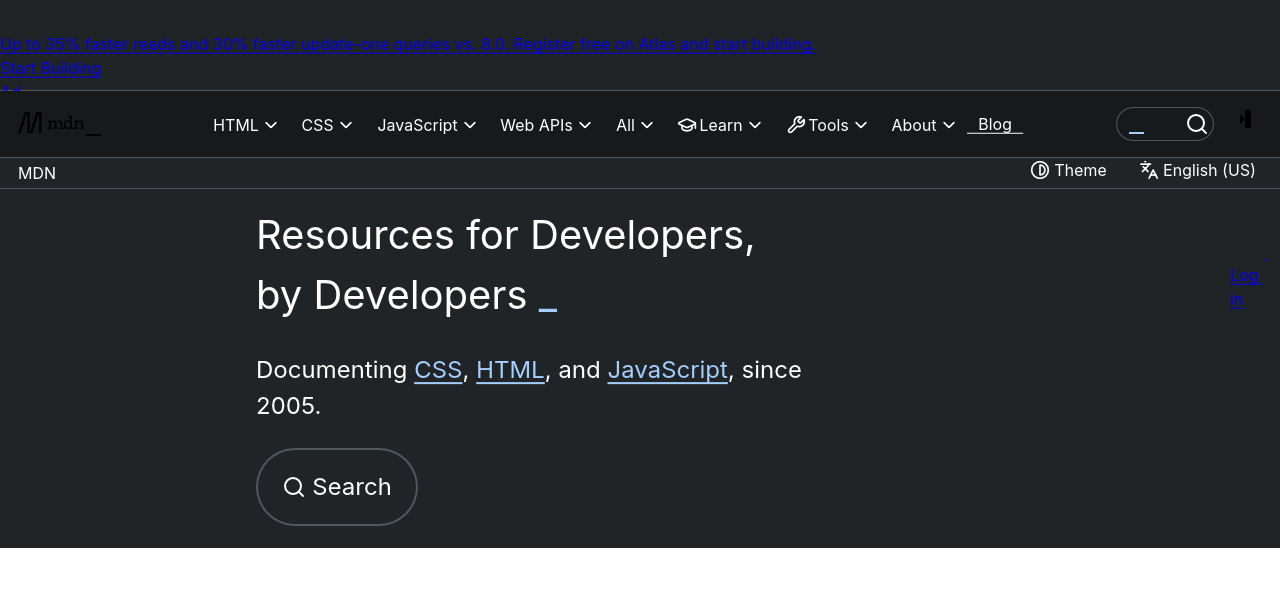 Up to 35% faster reads and 30% faster update-one queries vs. 8.0. Register free on Atlas and start building.
Start Building
mdn_
HTML CSS JavaScript Web APIs All Learn Tools About Blog
MDN
Theme English (US)
Resources for Developers,
by Developers _
Log
in
Documenting CSS, HTML, and JavaScript, since
2005.
Search